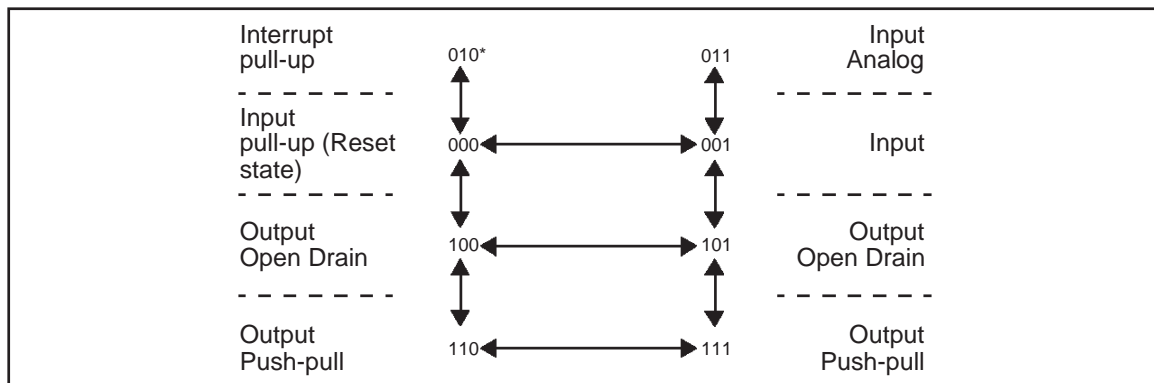 Interrupt
pull-up
010*
011
Input
Analog
Input
pull-up (Reset
state)
000
001
Input
Output
Open Drain
100
101
Output
Open Drain
Output
Push-pull
110
111
Output
Push-pull